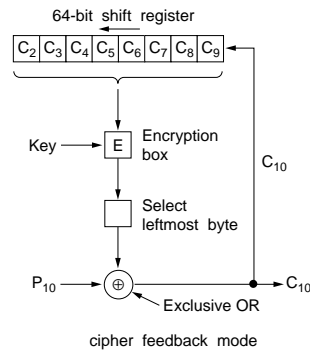 64-bit shift register
C2 C3 C4 C5 C6 C7 C8 C9
Key
E
Encryption
box
C10
Select
leftmost byte
P10
⊕
C10
Exclusive OR
cipher feedback mode